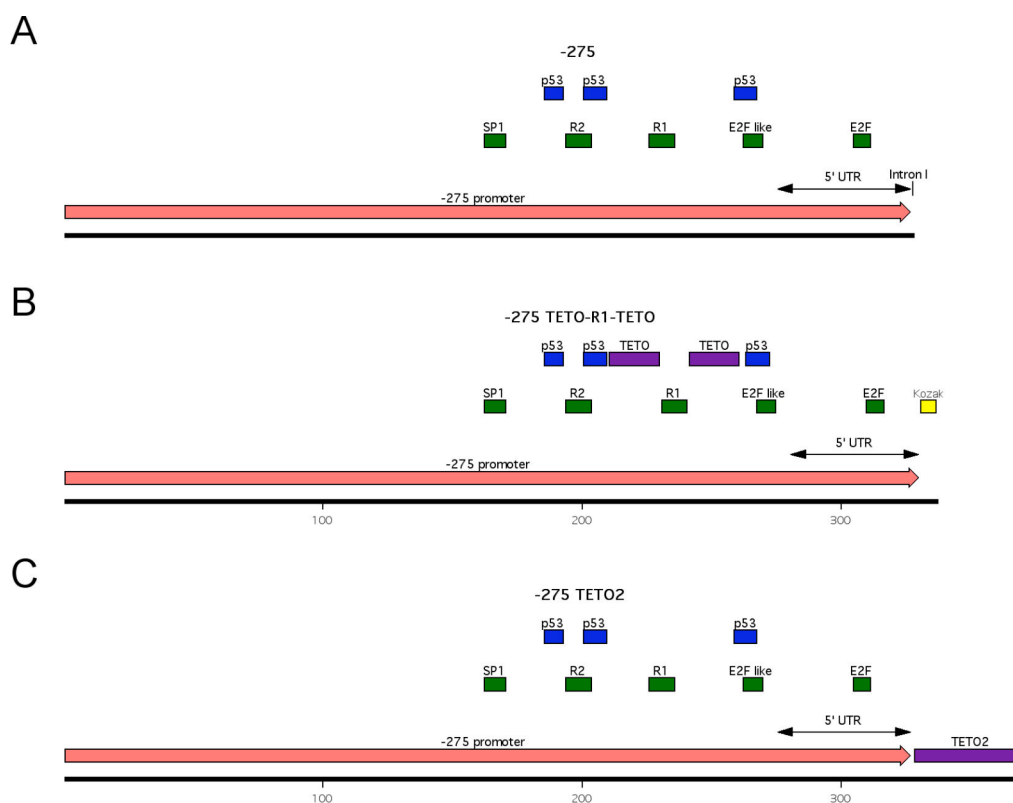 A
-275
p53 p53 p53
SP1 R2 R1 E2F like E2F
5' UTR Intron I
-275 promoter
B
-275 TETO-R1-TETO
p53 p53 TETO TETO p53
SP1 R2 R1 E2F like E2F Kozak
5' UTR
-275 promoter
100 200 300
C
-275 TETO2
p53 p53 p53
SP1 R2 R1 E2F like E2F
5' UTR
-275 promoter TETO2
100 200 300